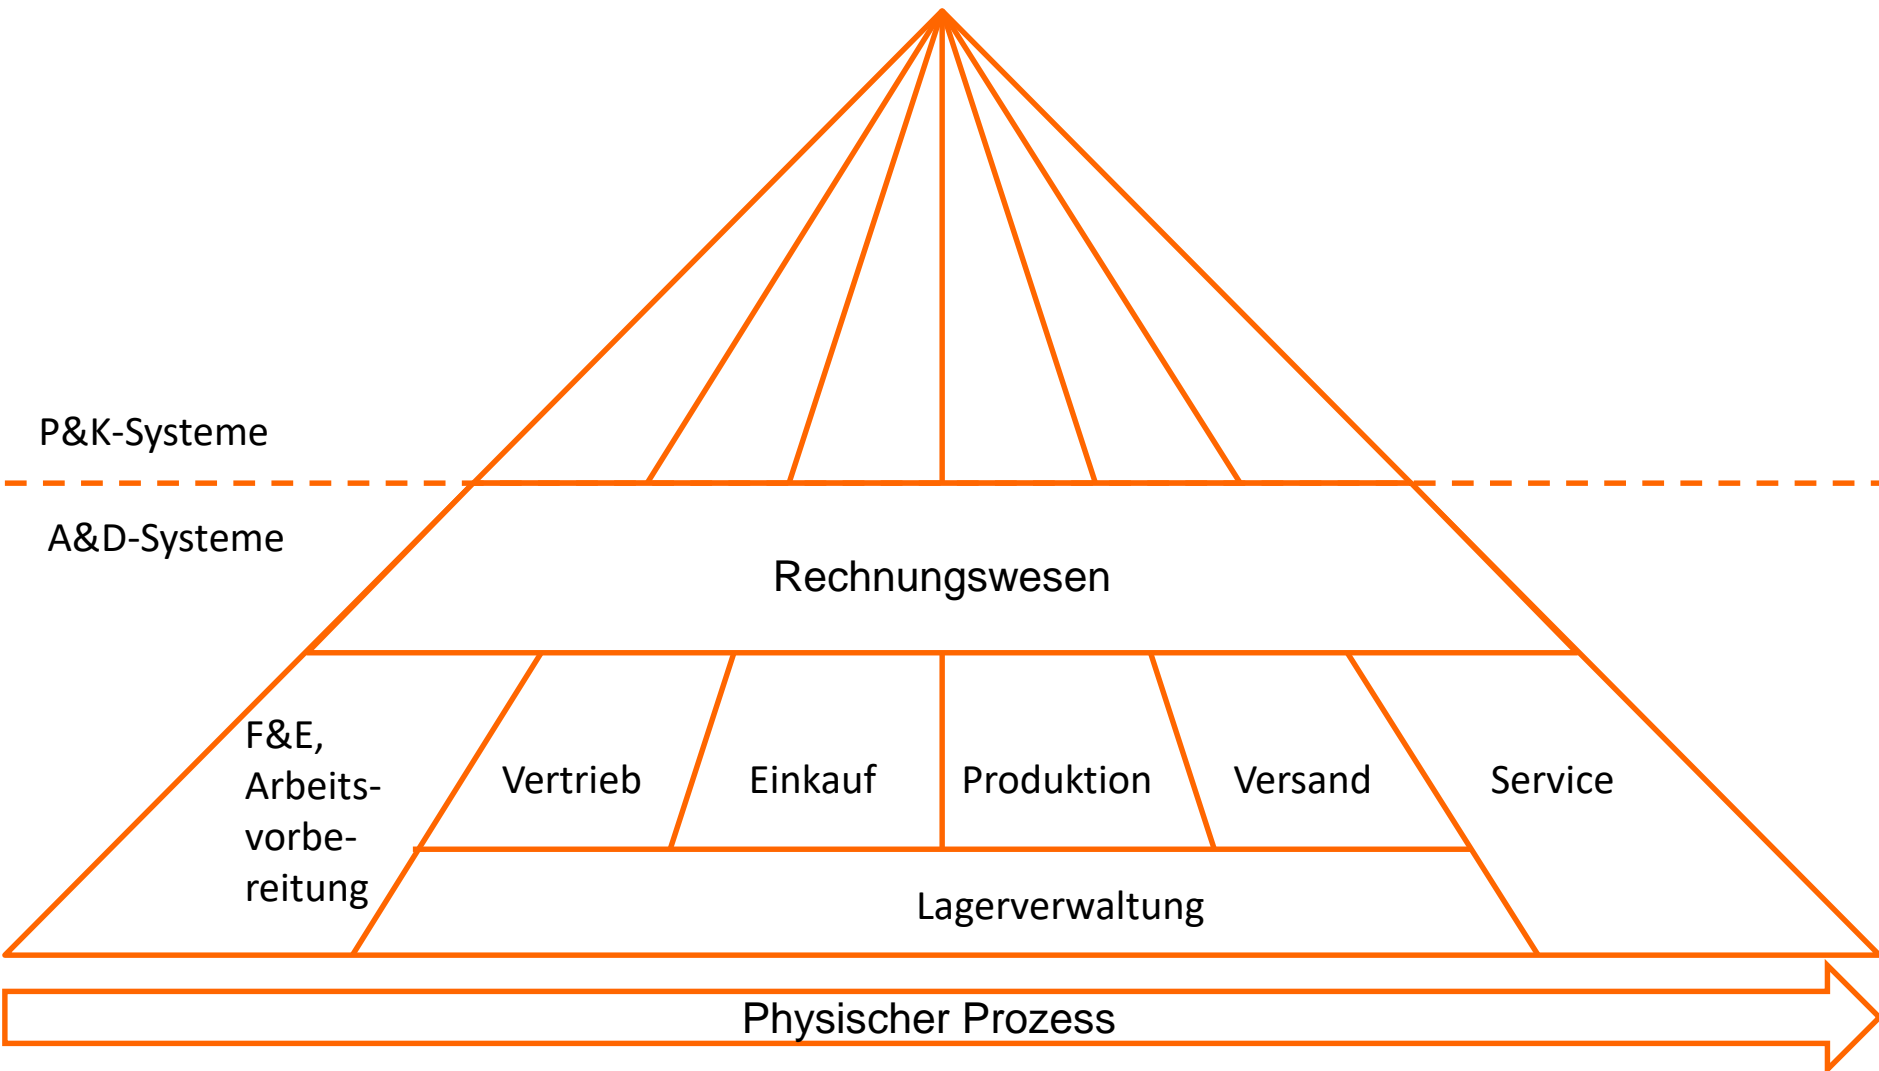 P&K-Systeme
A&D-Systeme
Rechnungswesen
F&E,
Arbeits-
vorbe-
reitung
Vertrieb
Einkauf
Produktion
Versand
Service
Lagerverwaltung
Physischer Prozess